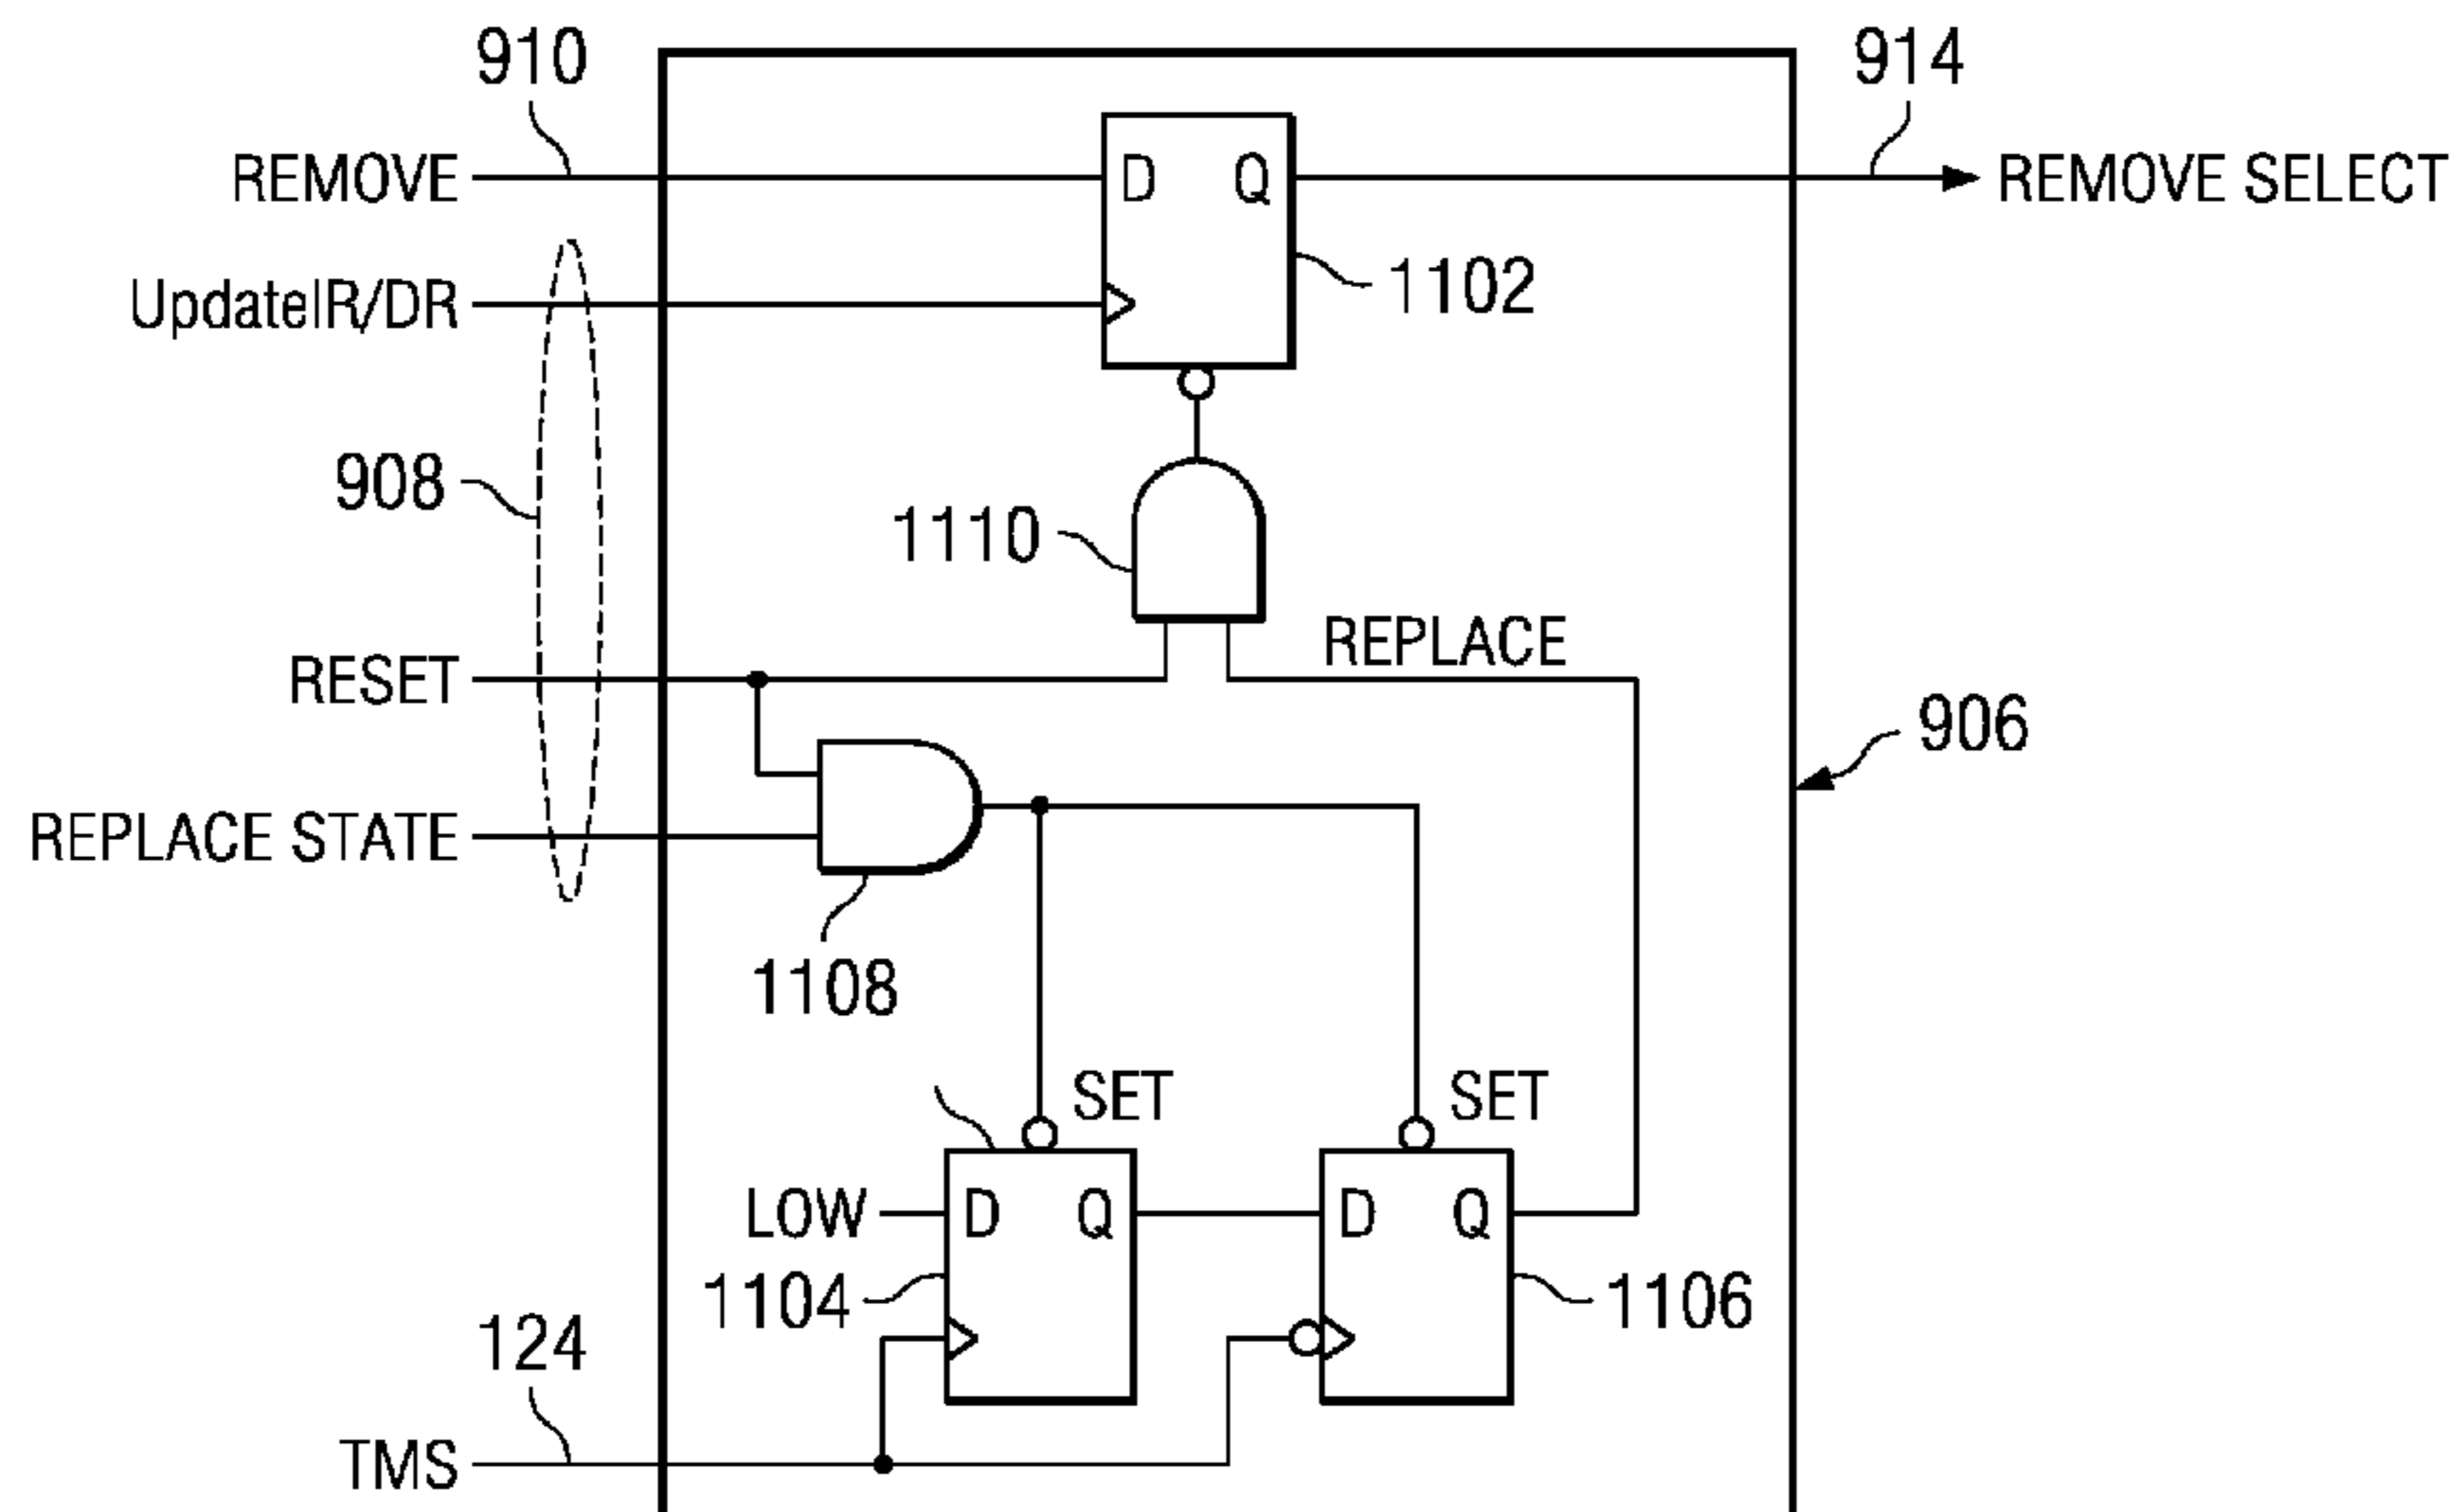 910
914
REMOVE
D Q
REMOVE SELECT
UpdateIR/DR
1102
908
1110
RESET
REPLACE
906
REPLACE STATE
1108
SET
SET
LOW
D Q
D Q
1104
1106
124
TMS